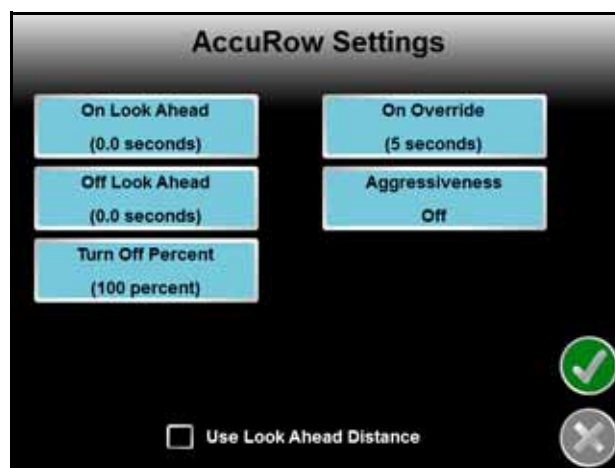 AccuRow Settings
On Look Ahead
(0.0 seconds)
Off Look Ahead
(0.0 seconds)
Turn Off Percent
(100 percent)
On Override
(5 seconds)
Aggressiveness
Off
Use Look Ahead Distance